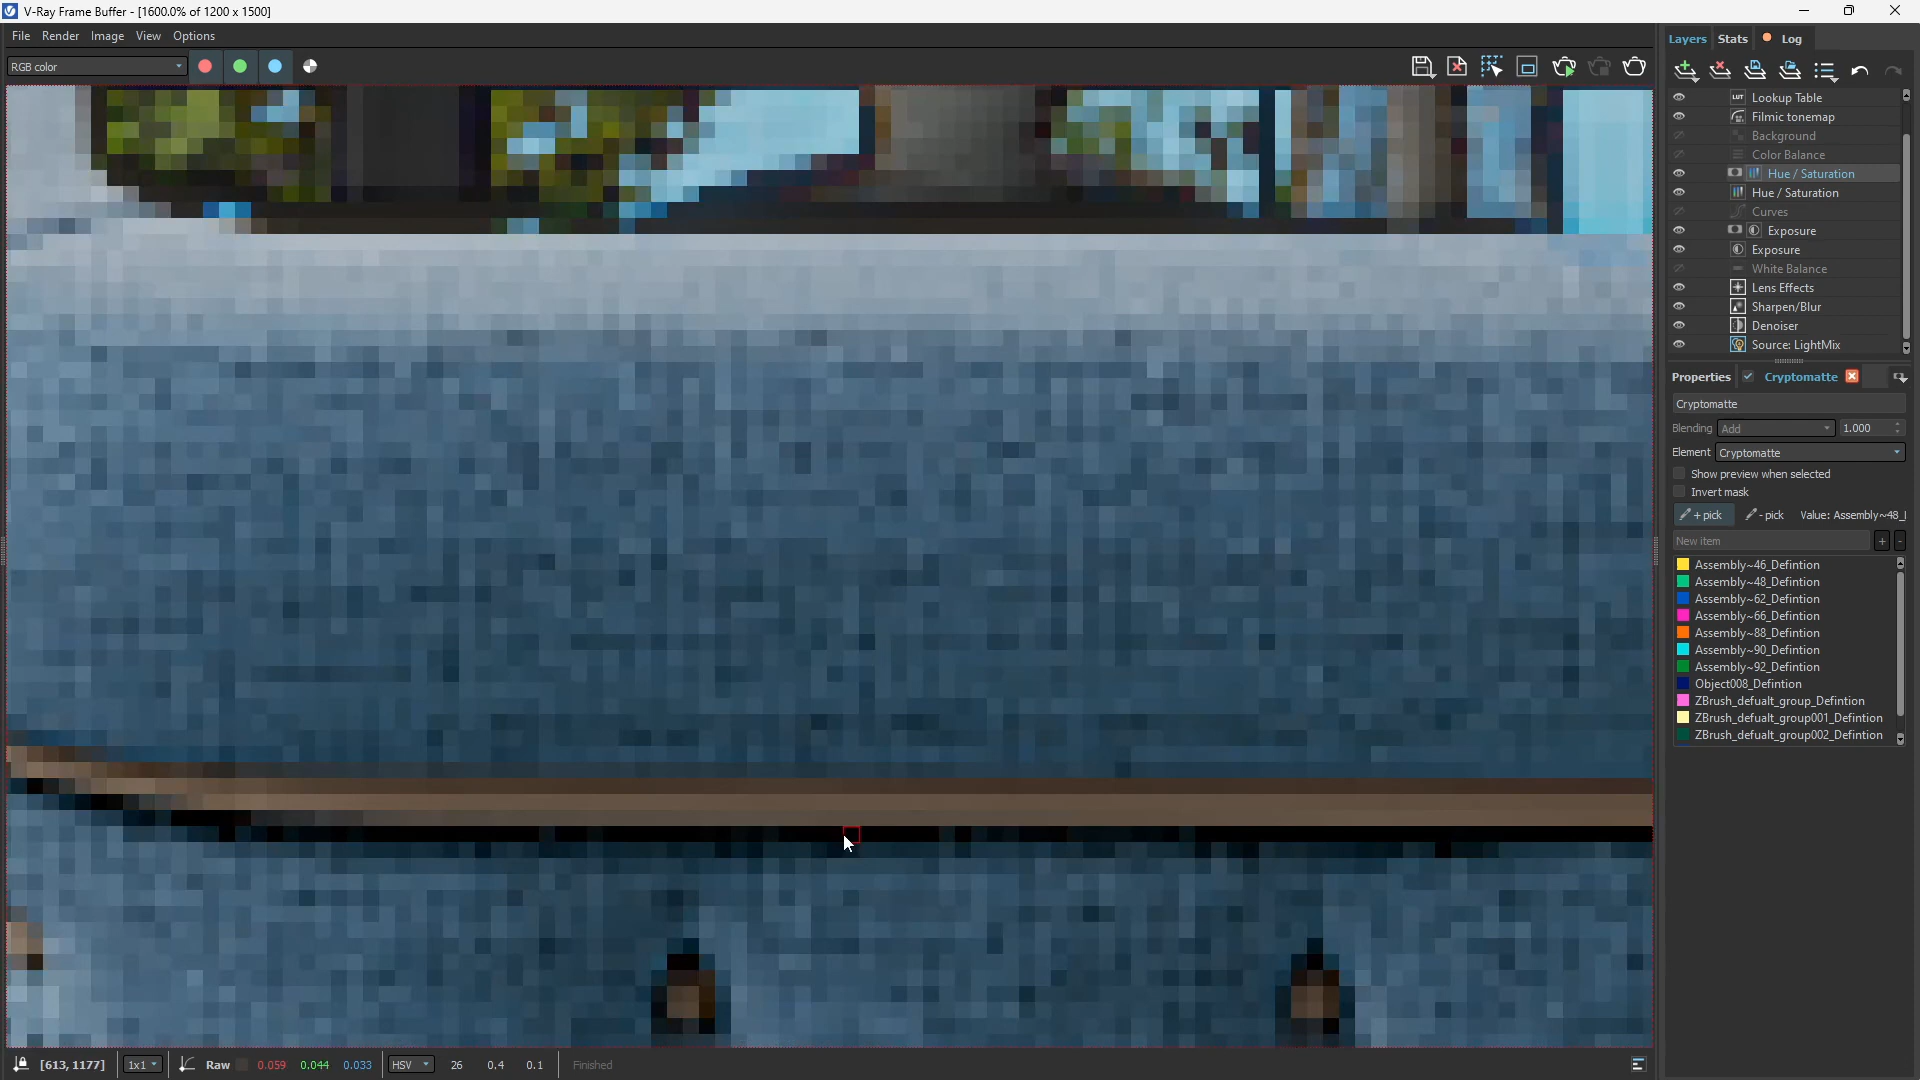 V-Ray Frame Buffer - [1600.0% of 1200 x 1500]
File Render Image View Options
Layers Stats Log
RGB color
Lookup Table
Filmic tonemap
Background
Color Balance
Hue / Saturation
Hue / Saturation
Curves
Exposure
Exposure
White Balance
Lens Effects
Sharpen/Blur
Denoiser
Source: LightMix
Properties Cryptomatte
Cryptomatte
Blending Add 1.000
Element Cryptomatte
Show preview when selected
Invert mask
+ pick - pick Value: Assembly~48_
New item + -
Assembly~46_Defintion
Assembly~48_Defintion
Assembly~62_Defintion
Assembly~66_Defintion
Assembly~88_Defintion
Assembly~90_Defintion
Assembly~92_Defintion
Object008_Defintion
ZBrush_defualt_group_Defintion
ZBrush_defualt_group001_Defintion
ZBrush_defualt_group002_Defintion
[613, 1177] 1x1 Raw 0.059 0.044 0.033 HSV 26 0.4 0.1 Finished